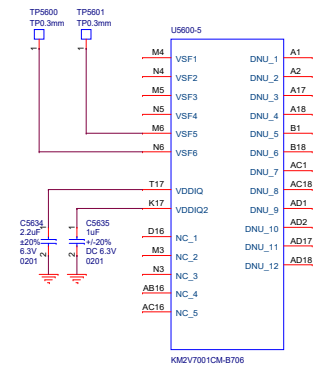 TP5600 TP5601
TP0.3mm TP0.3mm
1 1
U5600-5
M4 VSF1 DNU_1 A1
N4 VSF2 DNU_2 A2
M5 VSF3 DNU_3 A17
N5 VSF4 DNU_4 A18
M6 VSF5 DNU_5 B1
N6 VSF6 DNU_6 B18
DNU_7 AC1
T17 VDDIQ DNU_8 AC18
K17 VDDIQ2 DNU_9 AD1
DNU_10 AD2
D16 NC_1 DNU_11 AD17
M3 NC_2 DNU_12 AD18
N3 NC_3
AB16 NC_4
AC16 NC_5
C5634 1 C5635 1
2.2uF 1uF
±20% +/-20%
6.3V 2 DC 6.3V 2
0201 0201
KM2V7001CM-B706